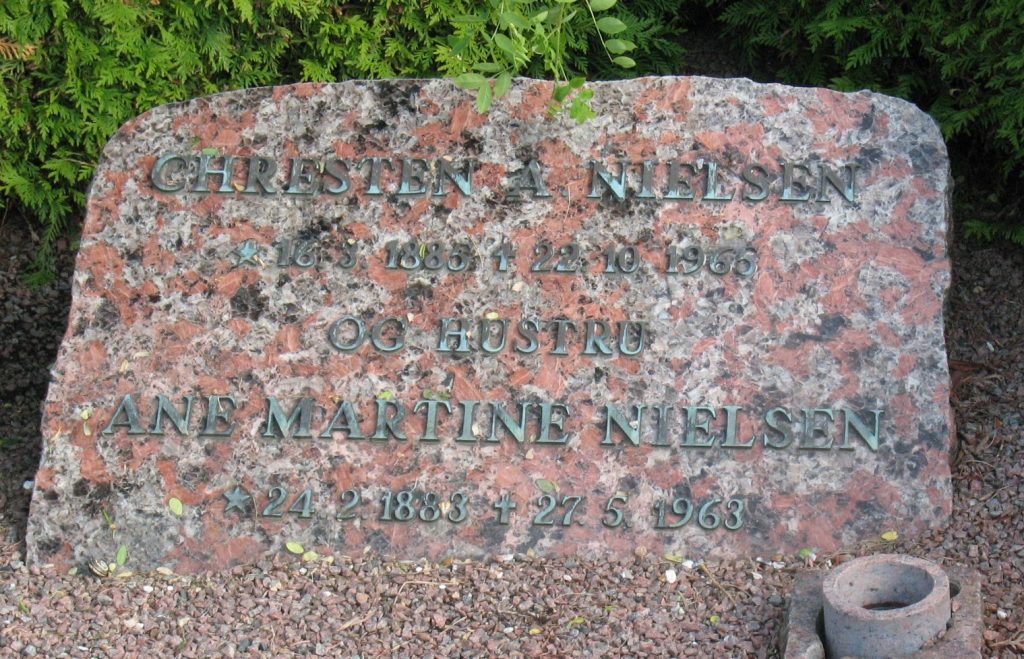 CHRESTEN A NIELSEN
★ 16 3 1885 ✝ 22. 10 1965
OG HUSTRU
ANE MARTINE NIELSEN
★ 24 2 1883 ✝ 27. 5. 1963